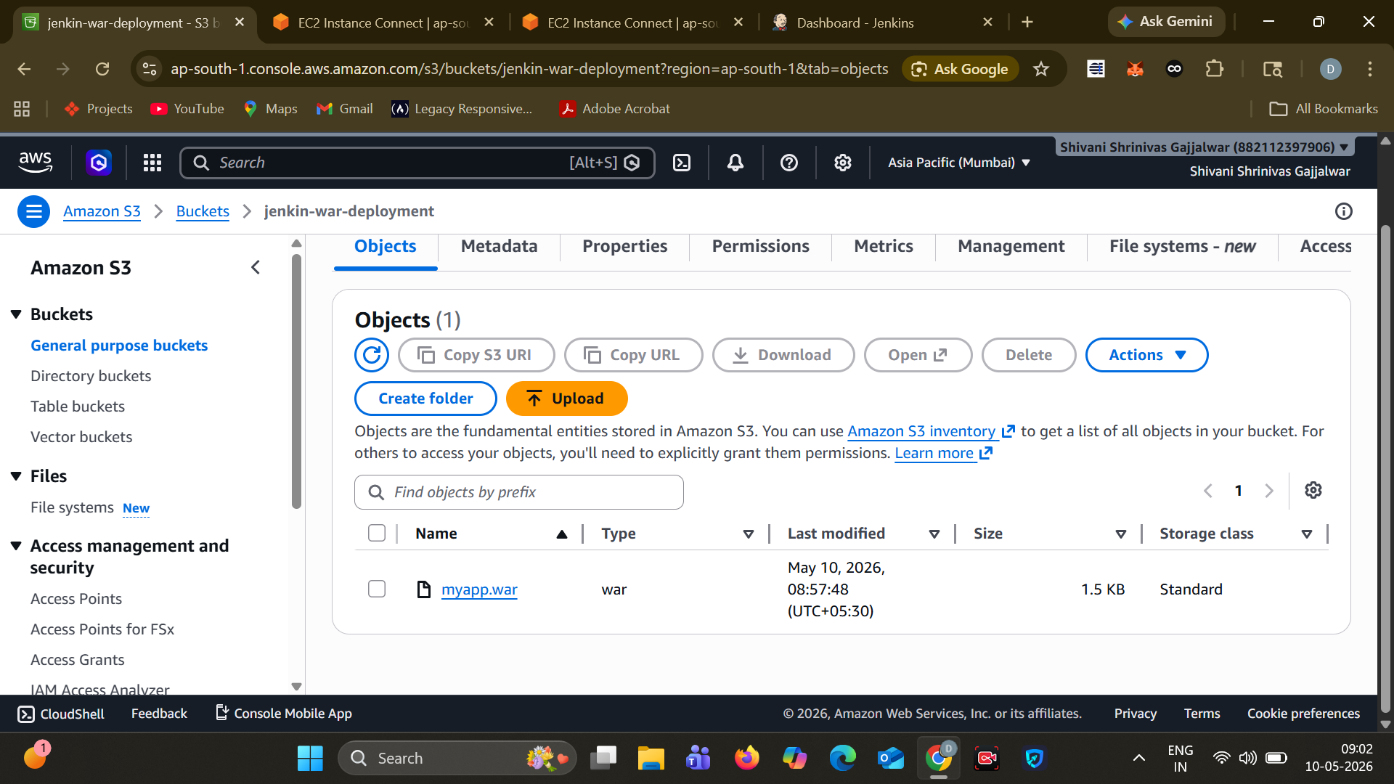 jenkin-war-deployment - S3 b
EC2 Instance Connect | ap-sou
EC2 Instance Connect | ap-sou
Dashboard - Jenkins
Ask Gemini
ap-south-1.console.aws.amazon.com/s3/buckets/jenkin-war-deployment?region=ap-south-1&tab=objects
Ask Google
D
Projects
YouTube
Maps
Gmail
Legacy Responsive...
Adobe Acrobat
All Bookmarks
aws
Search
[Alt+S]
Asia Pacific (Mumbai)
Shivani Shrinivas Gajjalwar (882112397906)
Shivani Shrinivas Gajjalwar
Amazon S3
Buckets
jenkin-war-deployment
Amazon S3
Buckets
General purpose buckets
Directory buckets
Table buckets
Vector buckets
Files
File systems New
Access management and
security
Access Points
Access Points for FSx
Access Grants
IAM Access Analyzer
Objects
Metadata
Properties
Permissions
Metrics
Management
File systems - new
Access
Objects (1)
Copy S3 URI
Copy URL
Download
Open
Delete
Actions
Create folder
Upload
Objects are the fundamental entities stored in Amazon S3. You can use Amazon S3 inventory to get a list of all objects in your bucket. For
others to access your objects, you'll need to explicitly grant them permissions. Learn more
Find objects by prefix
1
Name
Type
Last modified
Size
Storage class
myapp.war
war
May 10, 2026,
08:57:48
(UTC+05:30)
1.5 KB
Standard
CloudShell
Feedback
Console Mobile App
© 2026, Amazon Web Services, Inc. or its affiliates.
Privacy
Terms
Cookie preferences
1
Search
D
ENG
IN
09:02
10-05-2026